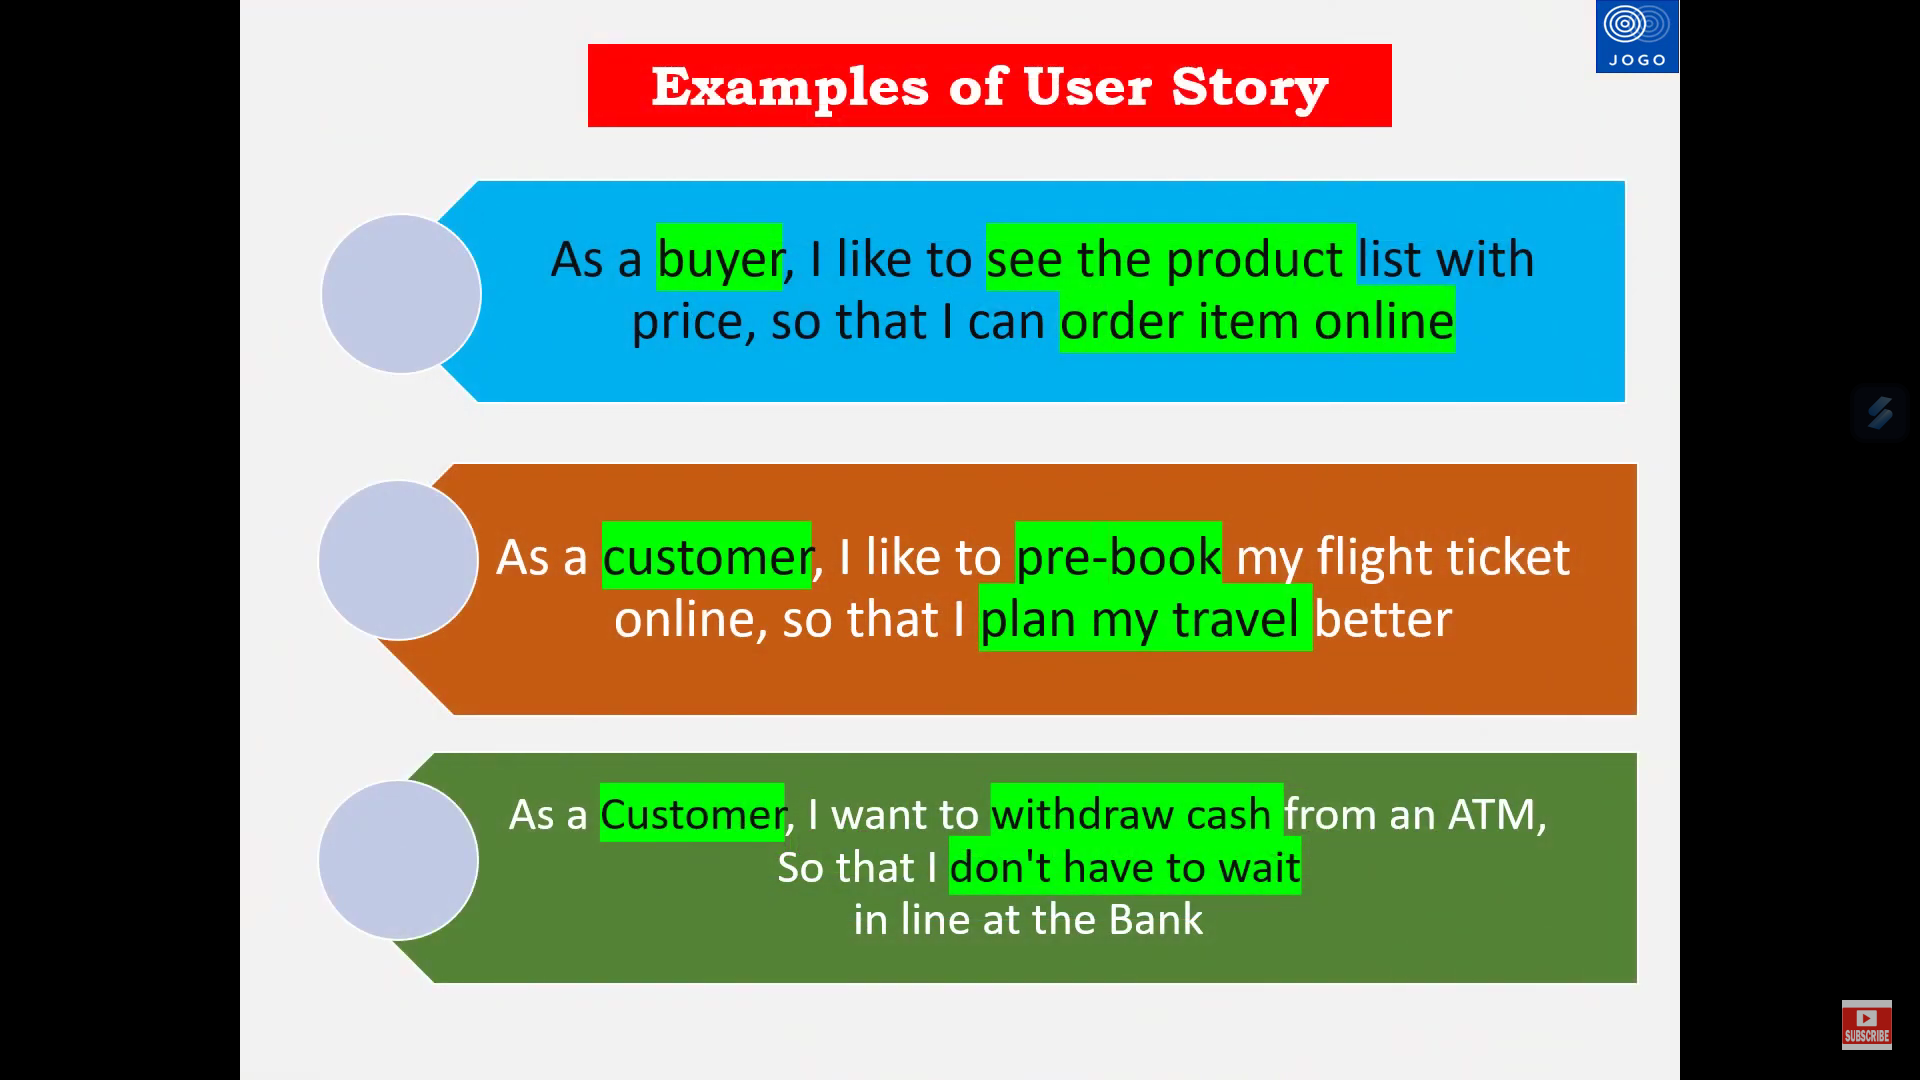 JOGO
Examples of User Story
As a buyer, I like to see the product list with
price, so that I can order item online
As a customer, I like to pre-book my flight ticket
online, so that I plan my travel better
As a Customer, I want to withdraw cash from an ATM,
So that I don't have to wait
in line at the Bank
SUBSCRIBE